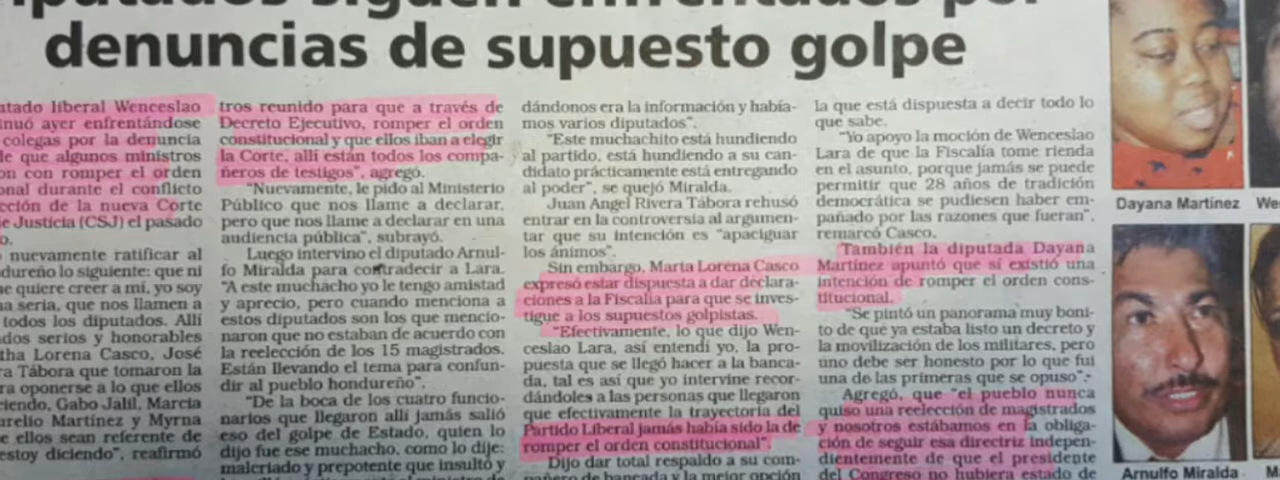 denuncias de supuesto golpe
tado liberal Wenceslao
inuó ayer enfrentándose
colegas por la denuncia
de que algunos ministros
on con romper el orden
onal durante el conflicto
cción de la nueva Corte
e Justicia (CSJ) el pasado
o.
nuevamente ratificar al
dureño lo siguiente: que ni
e quiere creer a mí, yo soy
a seria, que nos llamen a
todos los diputados. Allí
dos serios y honorables
tha Lorena Casco, José
ra Tábora que tomaron la
ra oponerse a lo que ellos
ciendo, Gabo Jalil, Marcia
urelio Martínez y Myrna
e ellos sean referente de
estoy diciendo”, reafirmó
tros reunido para que a través de
Decreto Ejecutivo, romper el orden
constitucional y que ellos iban a elegir
la Corte, allí están todos los compa-
ñeros de testigos”, agregó.
“Nuevamente, le pido al Ministerio
Público que nos llame a declarar,
pero que nos llame a declarar en una
audiencia pública”, subrayó.
Luego intervino el diputado Arnul-
fo Miralda para contradecir a Lara.
“A este muchacho yo le tengo amistad
y aprecio, pero cuando menciona a
estos diputados son los que mencio-
naron que no estaban de acuerdo con
la reelección de los 15 magistrados.
Están llevando el tema para confun-
dir al pueblo hondureño”.
“De la boca de los cuatro funcio-
narios que llegaron allí jamás salió
eso del golpe de Estado, quien lo
dijo fue ese muchacho, como lo dije:
malcriado y prepotente que insultó y
dándonos era la información y había-
mos varios diputados”.
“Este muchachito está hundiendo
al partido, está hundiendo a su can-
didato prácticamente está entregando
al poder”, se quejó Miralda.
Juan Angel Rivera Tábora rehusó
entrar en la controversia al argumen-
tar que su intención es “apaciguar
los ánimos”.
Sin embargo, Marta Lorena Casco
expresó estar dispuesta a dar declara-
ciones a la Fiscalía para que se inves-
tigue a los supuestos golpistas.
“Efectivamente, lo que dijo Wen-
ceslao Lara, así entendí yo, la pro-
puesta que se llegó hacer a la banca-
da, tal es así que yo intervine recor-
dándoles a las personas que llegaron
que efectivamente la trayectoria del
Partido Liberal jamás había sido la de
romper el orden constitucional”.
Dijo dar total respaldo a su com-
pañero de bancada y la mejor opción
la que está dispuesta a decir todo lo
que sabe.
“Yo apoyo la moción de Wenceslao
Lara de que la Fiscalía tome rienda
en el asunto, porque jamás se puede
permitir que 28 años de tradición
democrática se pudiesen haber em-
pañado por las razones que fueran”,
remarcó Casco.
También la diputada Dayana
Martínez apuntó que sí existió una
intención de romper el orden cons-
titucional.
“Se pintó un panorama muy boni-
to de que ya estaba listo un decreto y
la movilización de los militares, pero
uno debe ser honesto por lo que fui
una de las primeras que se opuso”.
Agregó, que “el pueblo nunca
quiso una reelección de magistrados
y nosotros estábamos en la obliga-
ción de seguir esa directriz indepen-
dientemente de que el presidente
del Congreso no hubiera estado de
Dayana Martínez
Arnulfo Miralda